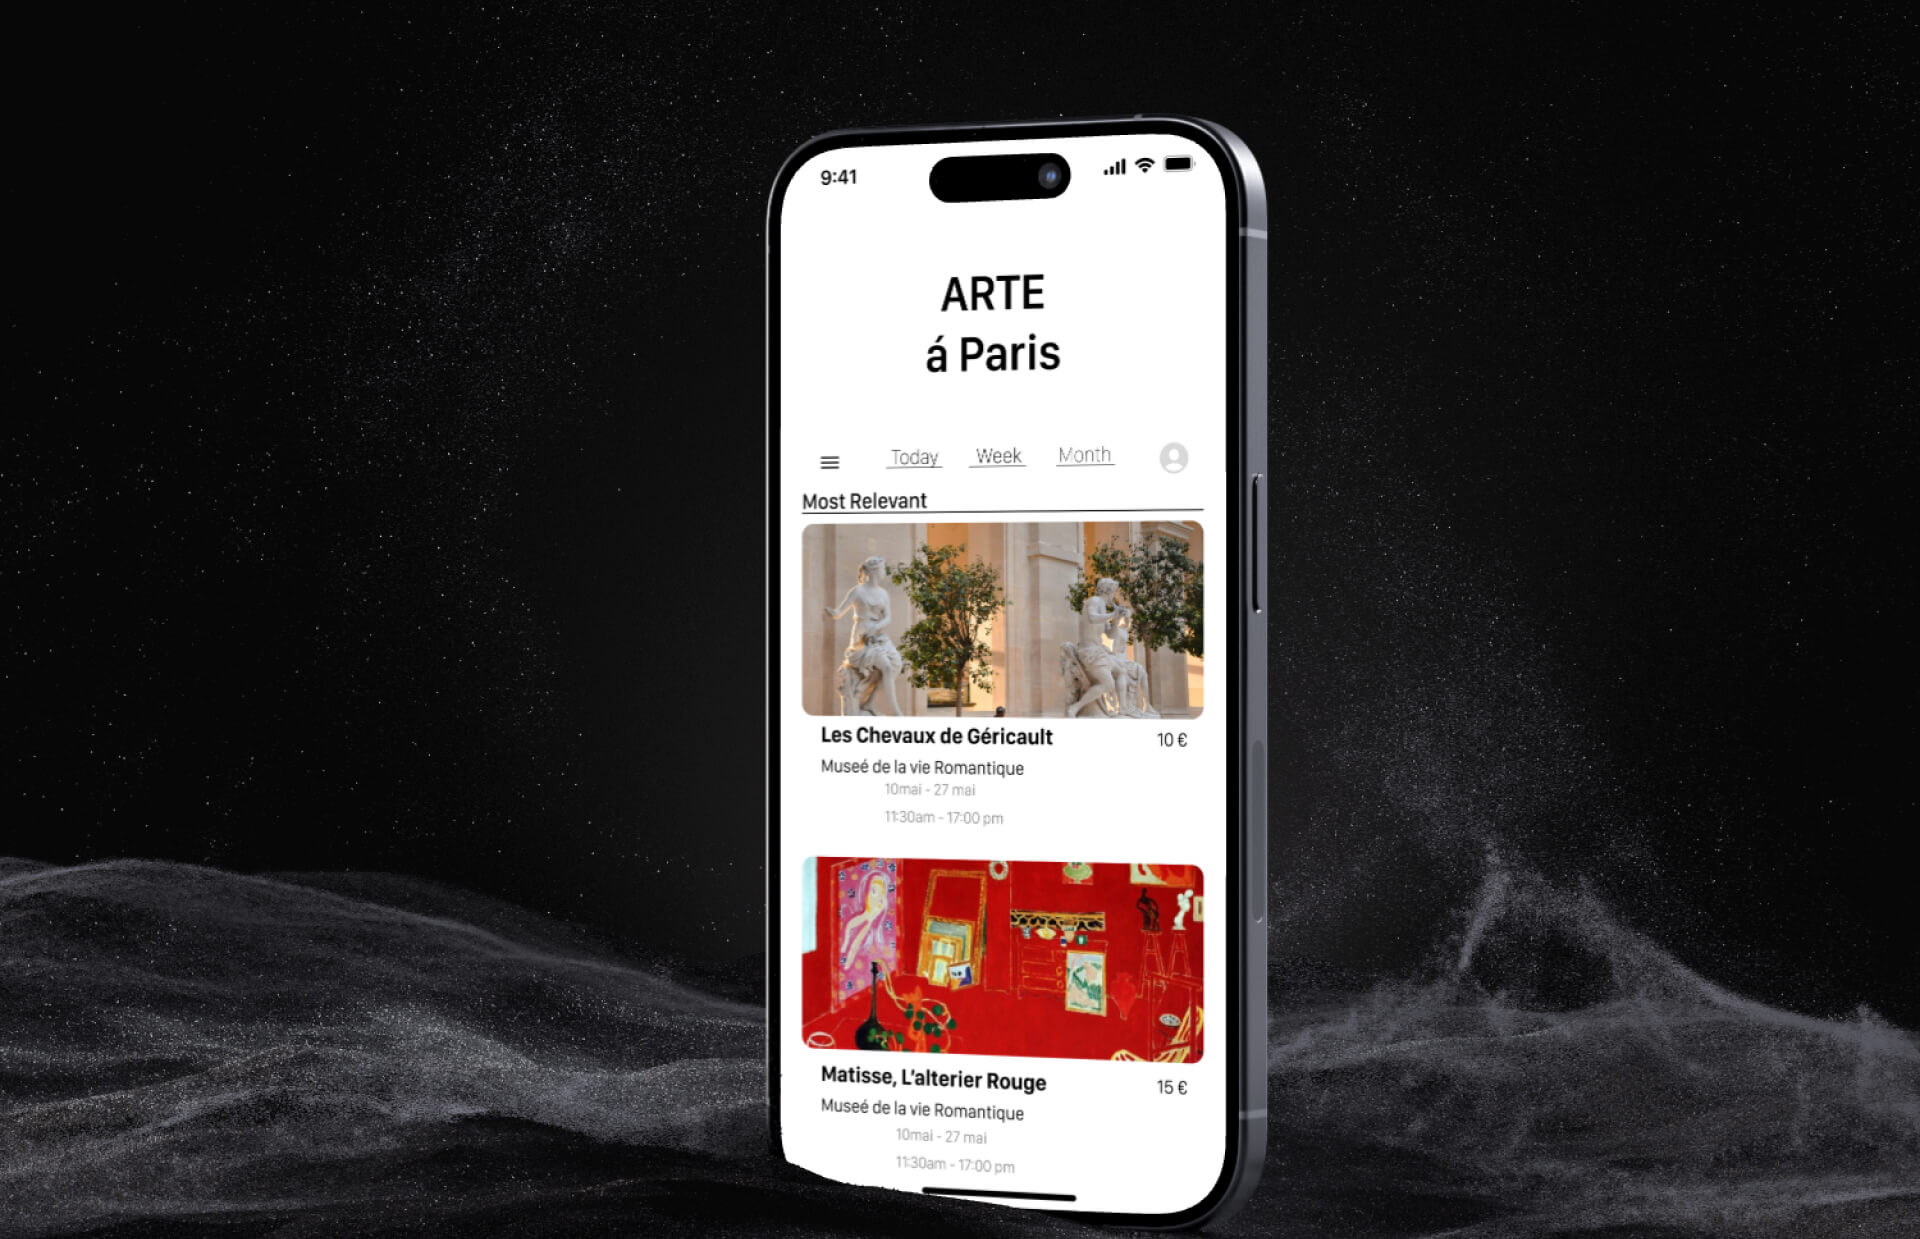 9:41
ARTE
á Paris
Today Week Month
Most Relevant
Les Chevaux de Géricault 10 €
Museé de la vie Romantique
10mai - 27 mai
11:30am - 17:00 pm
Matisse, L'alterier Rouge 15 €
Museé de la vie Romantique
10mai - 27 mai
11:30am - 17:00 pm